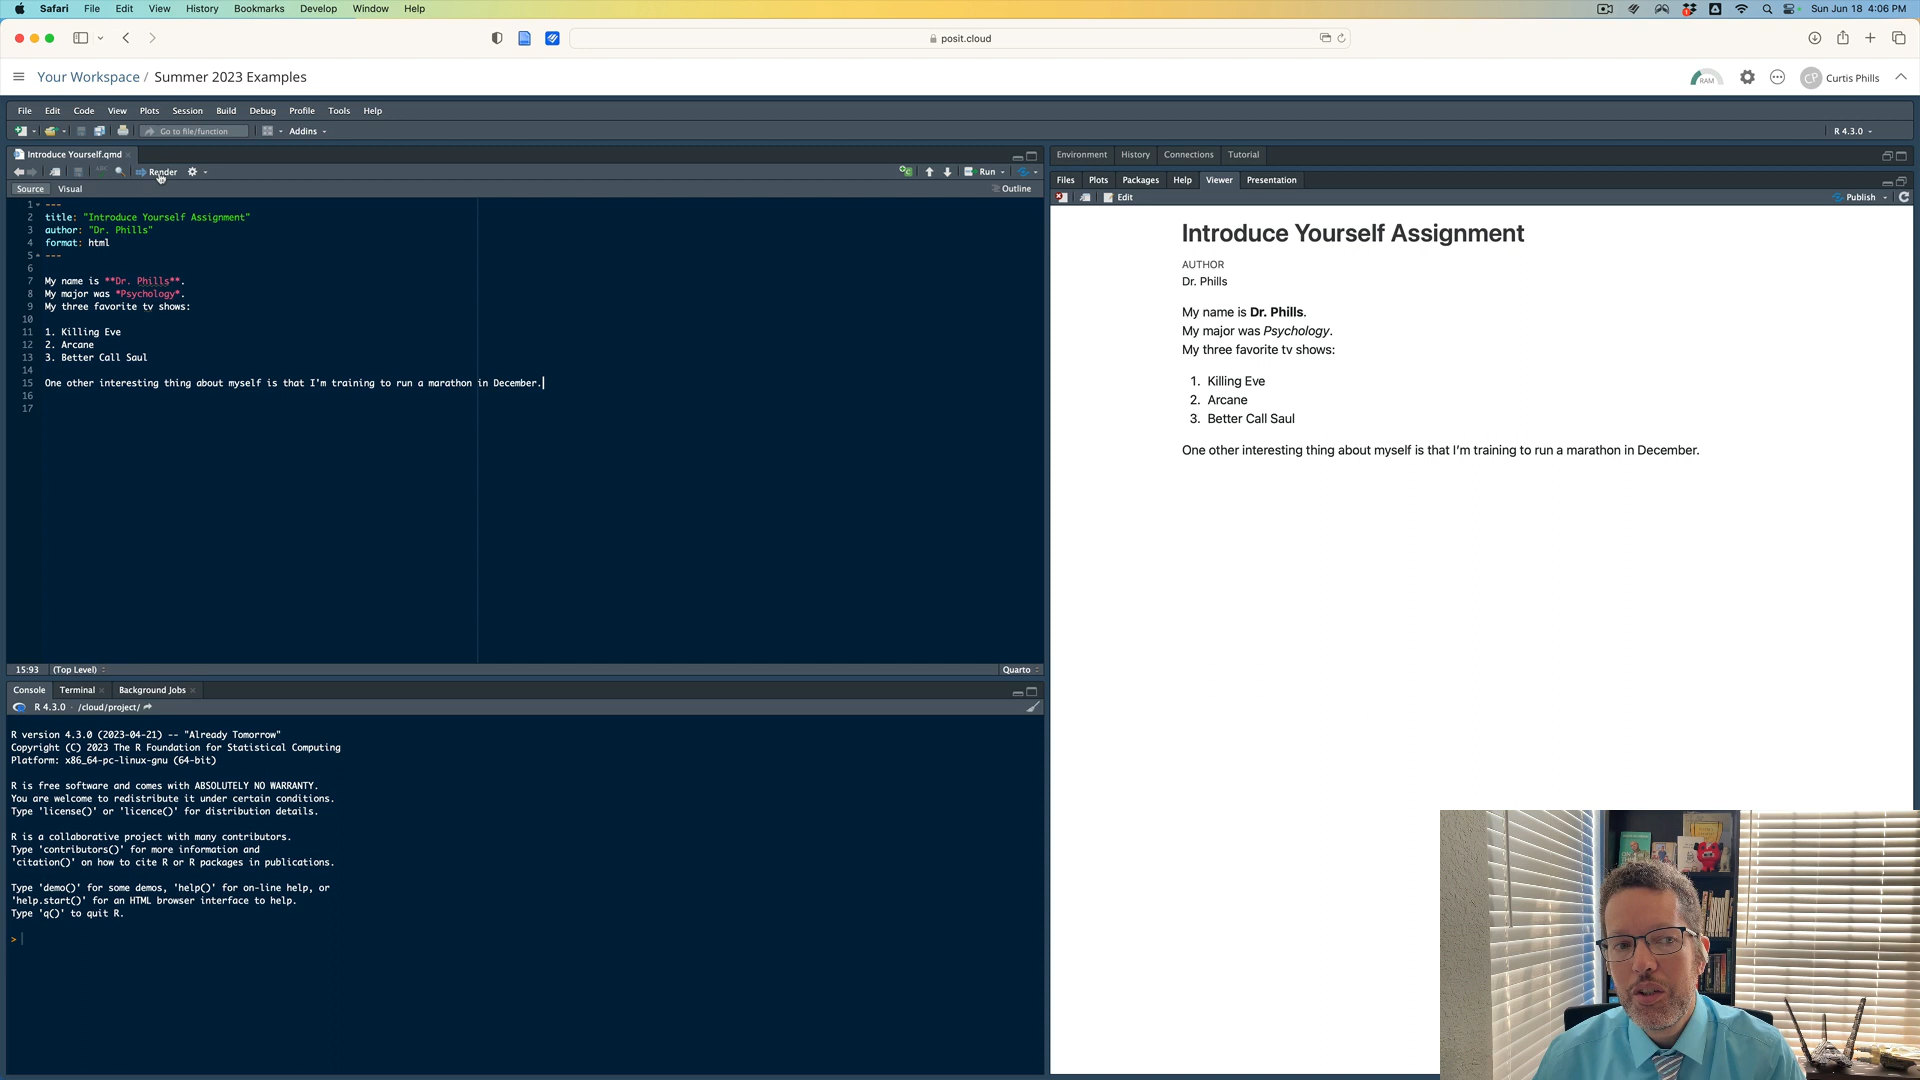 Safari File Edit View History Bookmarks Develop Window Help Sun Jun 18 4:06 PM
posit.cloud
Your Workspace / Summer 2023 Examples RAM CP Curtis Phills
File Edit Code View Plots Session Build Debug Profile Tools Help
Go to file/function Addins R 4.3.0
Introduce Yourself.qmd
Render Run
Source Visual Outline
1 ---
2 title: "Introduce Yourself Assignment"
3 author: "Dr. Phills"
4 format: html
5 ---
6
7 My name is **Dr. Phills**.
8 My major was *Psychology*.
9 My three favorite tv shows:
10
11 1. Killing Eve
12 2. Arcane
13 3. Better Call Saul
14
15 One other interesting thing about myself is that I'm training to run a marathon in December.
16
17
15:93 (Top Level) Quarto
Console Terminal Background Jobs
R 4.3.0 · /cloud/project/
R version 4.3.0 (2023-04-21) -- "Already Tomorrow"
Copyright (C) 2023 The R Foundation for Statistical Computing
Platform: x86_64-pc-linux-gnu (64-bit)
R is free software and comes with ABSOLUTELY NO WARRANTY.
You are welcome to redistribute it under certain conditions.
Type 'license()' or 'licence()' for distribution details.
R is a collaborative project with many contributors.
Type 'contributors()' for more information and
'citation()' on how to cite R or R packages in publications.
Type 'demo()' for some demos, 'help()' for on-line help, or
'help.start()' for an HTML browser interface to help.
Type 'q()' to quit R.
>
Environment History Connections Tutorial
Files Plots Packages Help Viewer Presentation
Edit Publish
Introduce Yourself Assignment
AUTHOR
Dr. Phills
My name is Dr. Phills.
My major was Psychology.
My three favorite tv shows:
1. Killing Eve
2. Arcane
3. Better Call Saul
One other interesting thing about myself is that I'm training to run a marathon in December.